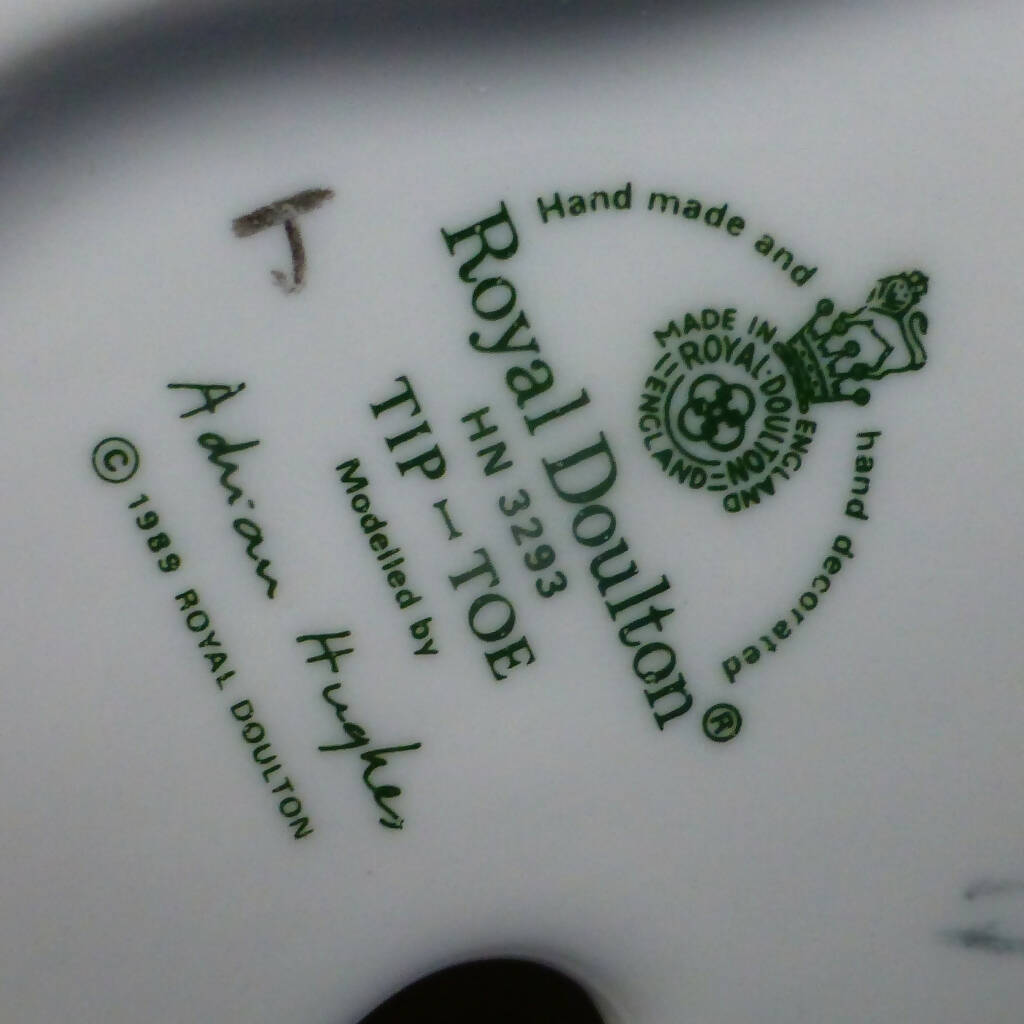 Hand made and
hand decorated
MADE IN ENGLAND
ROYAL·DOULTON
ENGLAND
Royal Doulton®
HN 3293
TIP-TOE
Modelled by
Adrian Hughes
© 1989 ROYAL DOULTON
J